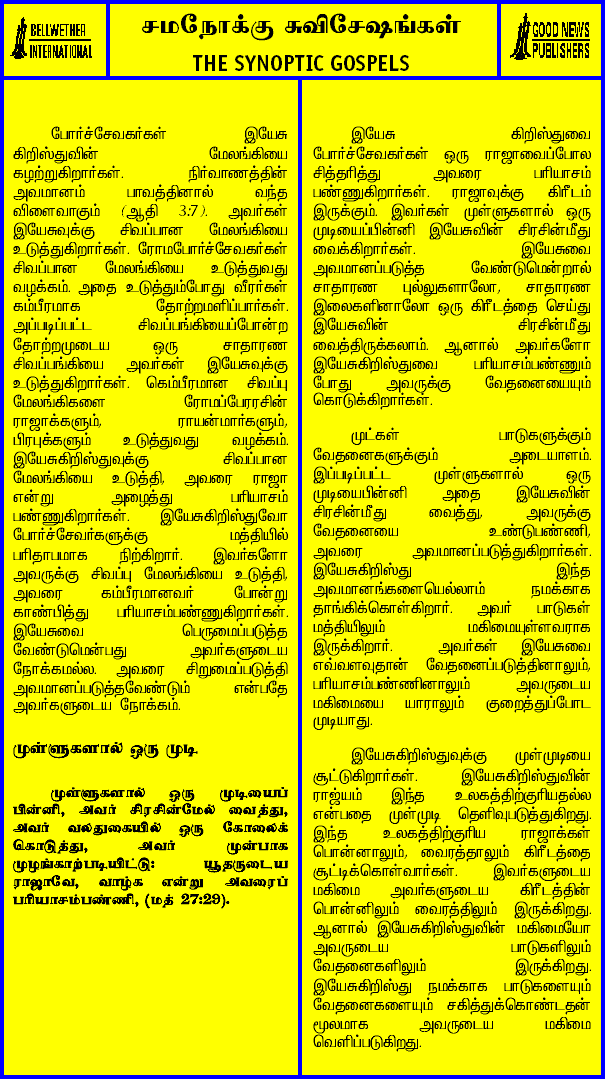 BELLWETHER
INTERNATIONAL
சமநோக்கு சுவிசேஷங்கள்
THE SYNOPTIC GOSPELS
GOOD NEWS
PUBLISHERS
போர்ச்சேவகர்கள் இயேசு
கிறிஸ்துவின் மேலங்கியை
கழற்றுகிறார்கள். நிர்வாணத்தின்
அவமானம் பாவத்தினால் வந்த
விளைவாகும் (ஆதி 3:7). அவர்கள்
இயேசுவுக்கு சிவப்பான மேலங்கியை
உடுத்துகிறார்கள். ரோமபோர்ச்சேவகர்கள்
சிவப்பான மேலங்கியை உடுத்துவது
வழக்கம். அதை உடுத்தும்போது வீரர்கள்
கம்பீரமாக தோற்றமளிப்பார்கள்.
அப்படிப்பட்ட சிவப்பங்கியைப்போன்ற
தோற்றமுடைய ஒரு சாதாரண
சிவப்பங்கியை அவர்கள் இயேசுவுக்கு
உடுத்துகிறார்கள். கெம்பீரமான சிவப்பு
மேலங்கிகளை ரோமப்பேரரசின்
ராஜாக்களும், ராயன்மார்களும்,
பிரபுக்களும் உடுத்துவது வழக்கம்.
இயேசுகிறிஸ்துவுக்கு சிவப்பான
மேலங்கியை உடுத்தி, அவரை ராஜா
என்று அழைத்து பரியாசம்
பண்ணுகிறார்கள். இயேசுகிறிஸ்துவோ
போர்ச்சேவர்களுக்கு மத்தியில்
பரிதாபமாக நிற்கிறார். இவர்களோ
அவருக்கு சிவப்பு மேலங்கியை உடுத்தி,
அவரை கம்பீரமானவர் போன்று
காண்பித்து பரியாசம்பண்ணுகிறார்கள்.
இயேசுவை பெருமைப்படுத்த
வேண்டுமென்பது அவர்களுடைய
நோக்கமல்ல. அவரை சிறுமைப்படுத்தி
அவமானப்படுத்தவேண்டும் என்பதே
அவர்களுடைய நோக்கம்.
முள்ளுகளால் ஒரு முடி.
முள்ளுகளால் ஒரு முடியைப்
பின்னி, அவர் சிரசின்மேல் வைத்து,
அவர் வலதுகையில் ஒரு கோலைக்
கொடுத்து, அவர் முன்பாக
முழங்காற்படியிட்டு: யூதருடைய
ராஜாவே, வாழ்க என்று அவரைப்
பரியாசம்பண்ணி, (மத் 27:29).
இயேசு கிறிஸ்துவை
போர்ச்சேவகர்கள் ஒரு ராஜாவைப்போல
சித்தரித்து அவரை பரியாசம்
பண்ணுகிறார்கள். ராஜாவுக்கு கிரீடம்
இருக்கும். இவர்கள் முள்ளுகளால் ஒரு
முடியைப்பின்னி இயேசுவின் சிரசின்மீது
வைக்கிறார்கள். இயேசுவை
அவமானப்படுத்த வேண்டுமென்றால்
சாதாரண புல்லுகளாலோ, சாதாரண
இலைகளினாலோ ஒரு கிரீடத்தை செய்து
இயேசுவின் சிரசின்மீது
வைத்திருக்கலாம். ஆனால் அவர்களோ
இயேசுகிறிஸ்துவை பரியாசம்பண்ணும்
போது அவருக்கு வேதனையையும்
கொடுக்கிறார்கள்.
முட்கள் பாடுகளுக்கும்
வேதனைகளுக்கும் அடையாளம்.
இப்படிப்பட்ட முள்ளுகளால் ஒரு
முடியைபின்னி அதை இயேசுவின்
சிரசின்மீது வைத்து, அவருக்கு
வேதனையை உண்டுபண்ணி,
அவரை அவமானப்படுத்துகிறார்கள்.
இயேசுகிறிஸ்து இந்த
அவமானங்களையெல்லாம் நமக்காக
தாங்கிக்கொள்கிறார். அவர் பாடுகள்
மத்தியிலும் மகிமையுள்ளவராக
இருக்கிறார். அவர்கள் இயேசுவை
எவ்வளவுதான் வேதனைப்படுத்தினாலும்,
பரியாசம்பண்ணினாலும் அவருடைய
மகிமையை யாராலும் குறைத்துப்போட
முடியாது.
இயேசுகிறிஸ்துவுக்கு முள்முடியை
சூட்டுகிறார்கள். இயேசுகிறிஸ்துவின்
ராஜ்யம் இந்த உலகத்திற்குரியதல்ல
என்பதை முள்முடி தெளிவுபடுத்துகிறது.
இந்த உலகத்திற்குரிய ராஜாக்கள்
பொன்னாலும், வைரத்தாலும் கிரீடத்தை
சூட்டிக்கொள்வார்கள். இவர்களுடைய
மகிமை அவர்களுடைய கிரீடத்தின்
பொன்னிலும் வைரத்திலும் இருக்கிறது.
ஆனால் இயேசுகிறிஸ்துவின் மகிமையோ
அவருடைய பாடுகளிலும்
வேதனைகளிலும் இருக்கிறது.
இயேசுகிறிஸ்து நமக்காக பாடுகளையும்
வேதனைகளையும் சகித்துக்கொண்டதன்
மூலமாக அவருடைய மகிமை
வெளிப்படுகிறது.